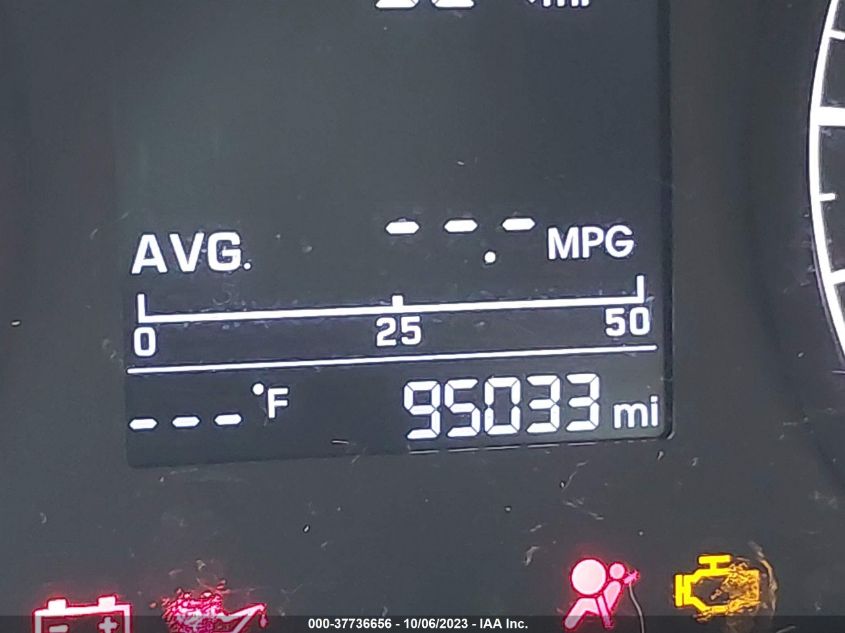 AVG. --.- MPG
0 25 50
---°F 95033 mi
000-37736656 - 10/06/2023 - IAA Inc.